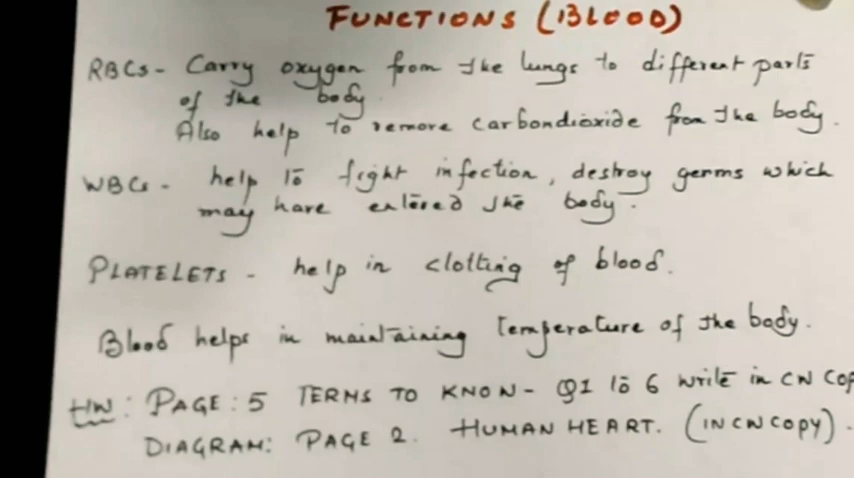 FUNCTIONS (BLOOD)
RBCs - Carry oxygen from the lungs to different parts
of the body.
Also help to remove carbondioxide from the body.
WBCs - help to fight infection, destroy germs which
may have entered the body.
PLATELETS - help in clotting of blood.
Blood helps in maintaining temperature of the body.
HW: PAGE: 5 TERMS TO KNOW - Q1 to 6 write in CW COP
DIAGRAM: PAGE 2. HUMAN HEART. (IN CW COPY).